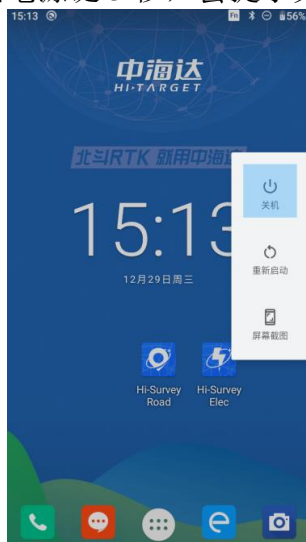 15:13
56%
中海达
HI-TARGET
北斗RTK 就用中海达
关机
15:13
重新启动
12月29日周三
屏幕截图
Hi-Survey Road
Hi-Survey Elec